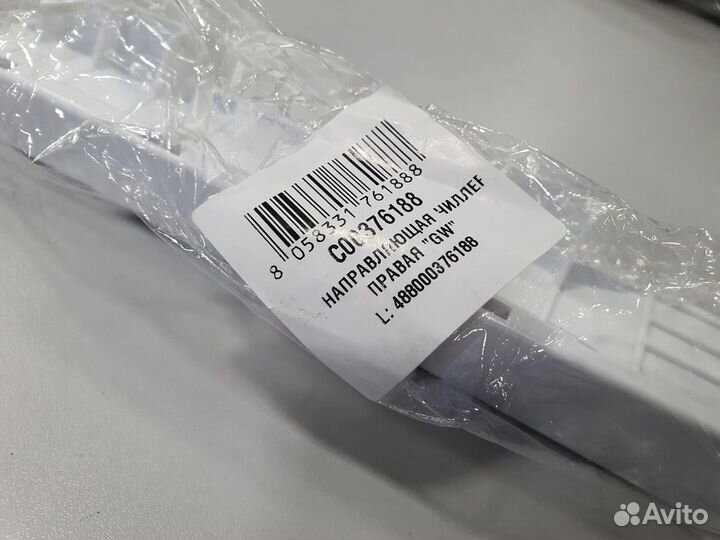 8 058331 761888
C00376188
НАПРАВЛЯЮЩАЯ ЧИЛЛЕР
ПРАВАЯ "GW"
L: 488000376188
Avito